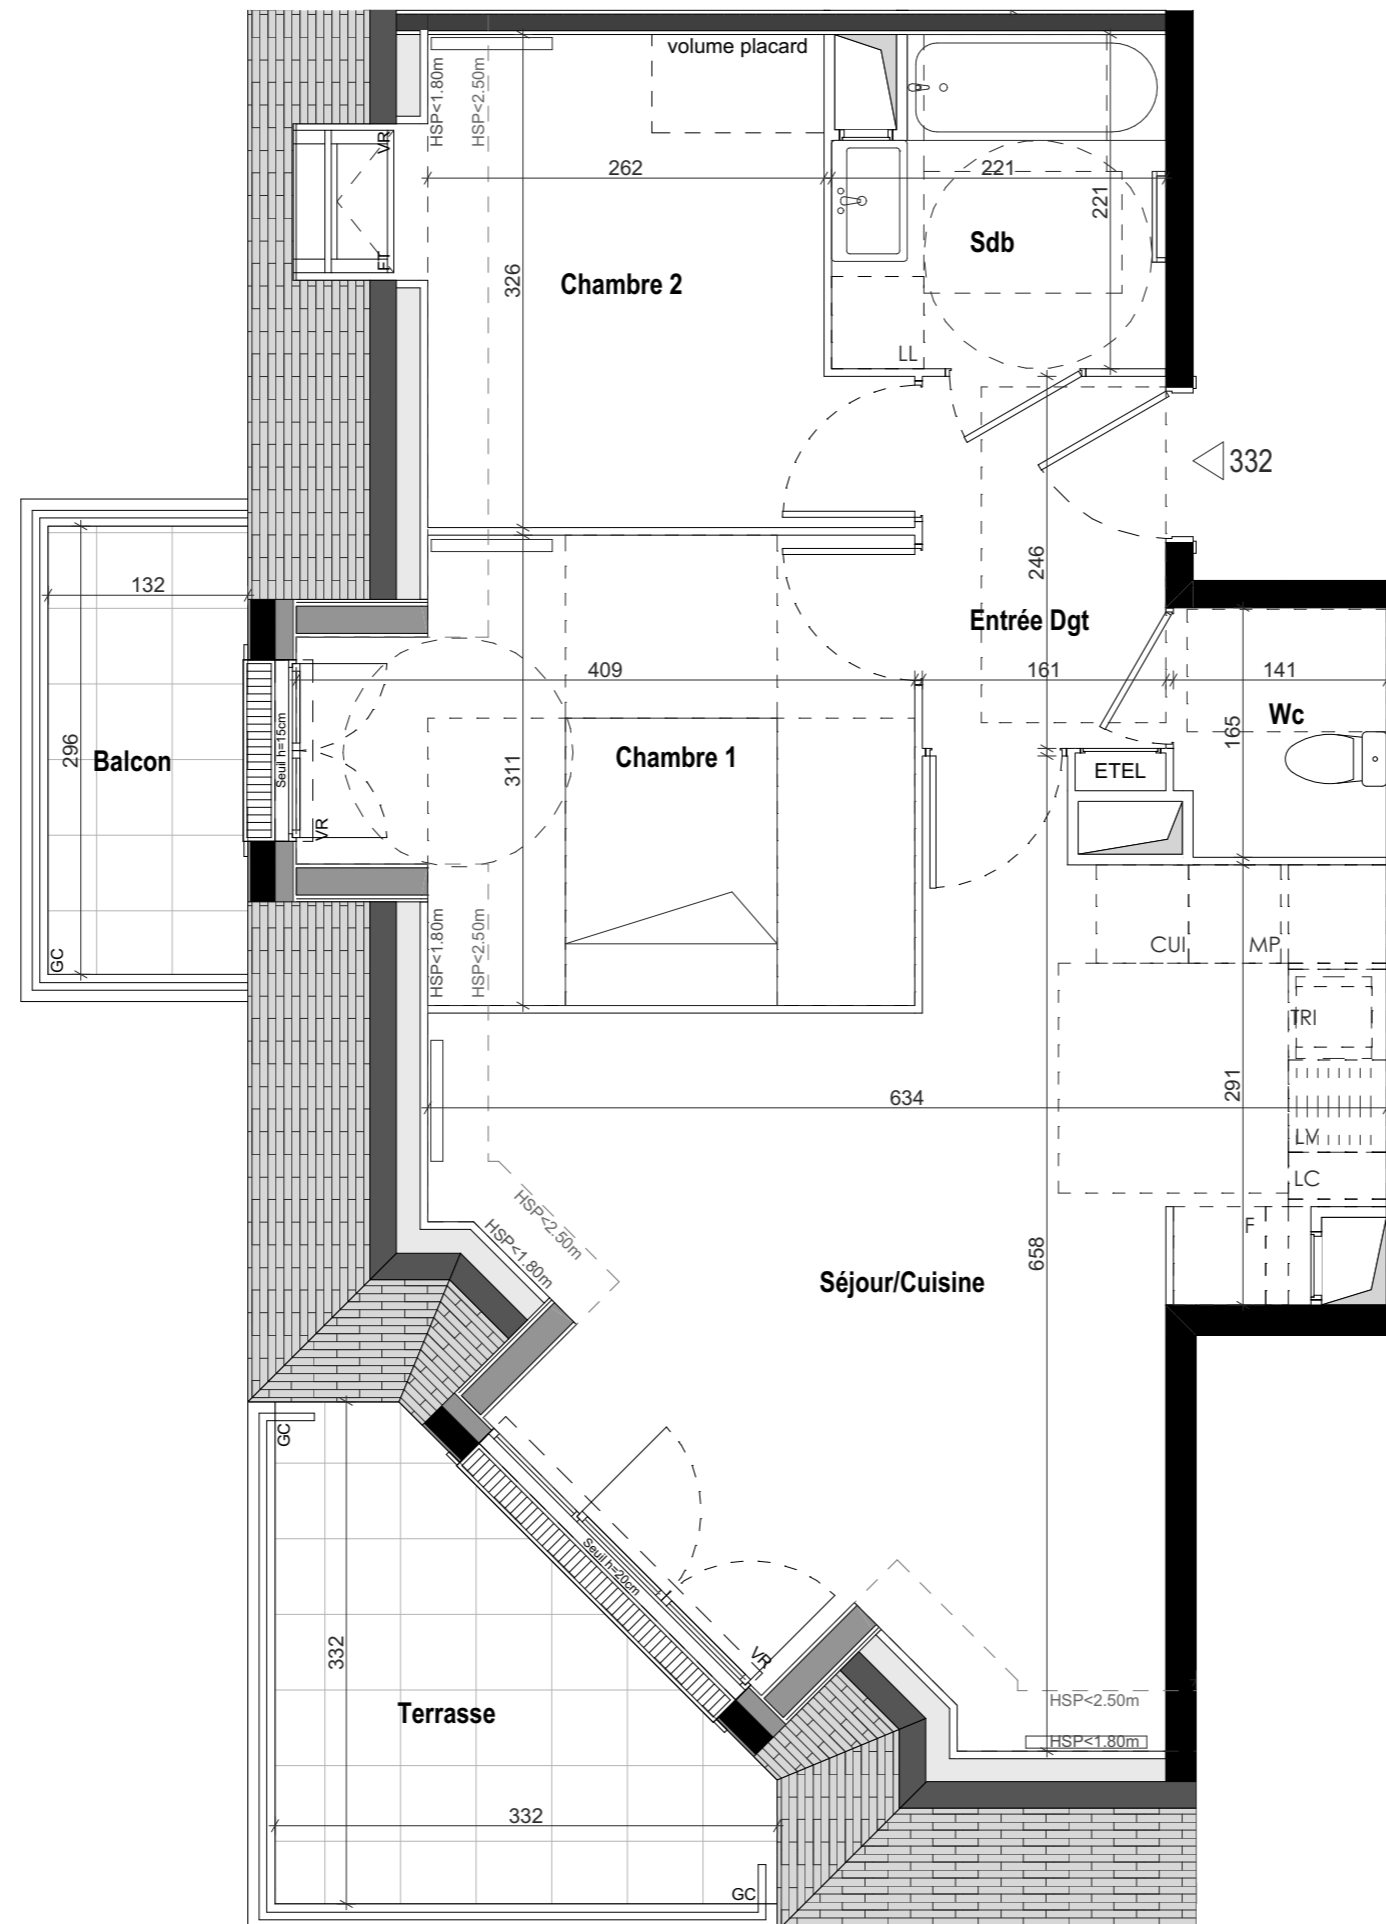 volume placard
HSP<1.80m
HSP<2.50m
VR
262
221
221
Sdb
FT
326
Chambre 2
LL
332
246
132
Entrée Dgt
409
161
141
Wc
165
296
Balcon
Seuil h=15cm
Chambre 1
311
ETEL
VR
HSP<1.80m
HSP<2.50m
CUI
MP
GC
TRI
291
634
LV
LC
HSP<2.50m
HSP<1.80m
F
658
Séjour/Cuisine
GC
Seuil h=20cm
332
VR
Terrasse
HSP<2.50m
HSP<1.80m
332
GC